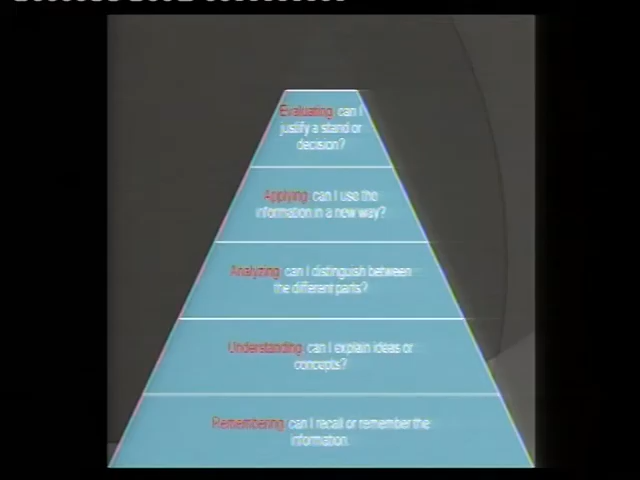 Evaluating: can I
justify a stand or
decision?
Applying: can I use the
information in a new way?
Analyzing: can I distinguish between
the different parts?
Understanding: can I explain ideas or
concepts?
Remembering: can I recall or remember the
information.